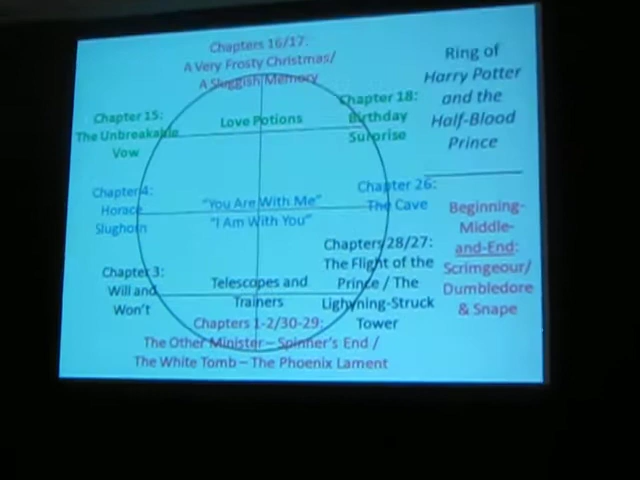 Chapters 16/17:
A Very Frosty Christmas/
A Sluggish Memory
Chapter 15:
The Unbreakable
Vow
Love Potions
Chapter 18:
Birthday
Surprise
Ring of
Harry Potter
and the
Half-Blood
Prince
Chapter 4:
Horace
Slughorn
"You Are With Me"
"I Am With You"
Chapter 26:
The Cave
Beginning-
Middle-
and-End:
Scrimgeour/
Dumbledore
& Snape
Chapter 3:
Will and
Won't
Telescopes and
Trainers
Chapters 28/27:
The Flight of the
Prince / The
Lighyning-Struck
Tower
Chapters 1-2/30-29:
The Other Minister – Spinner's End /
The White Tomb – The Phoenix Lament